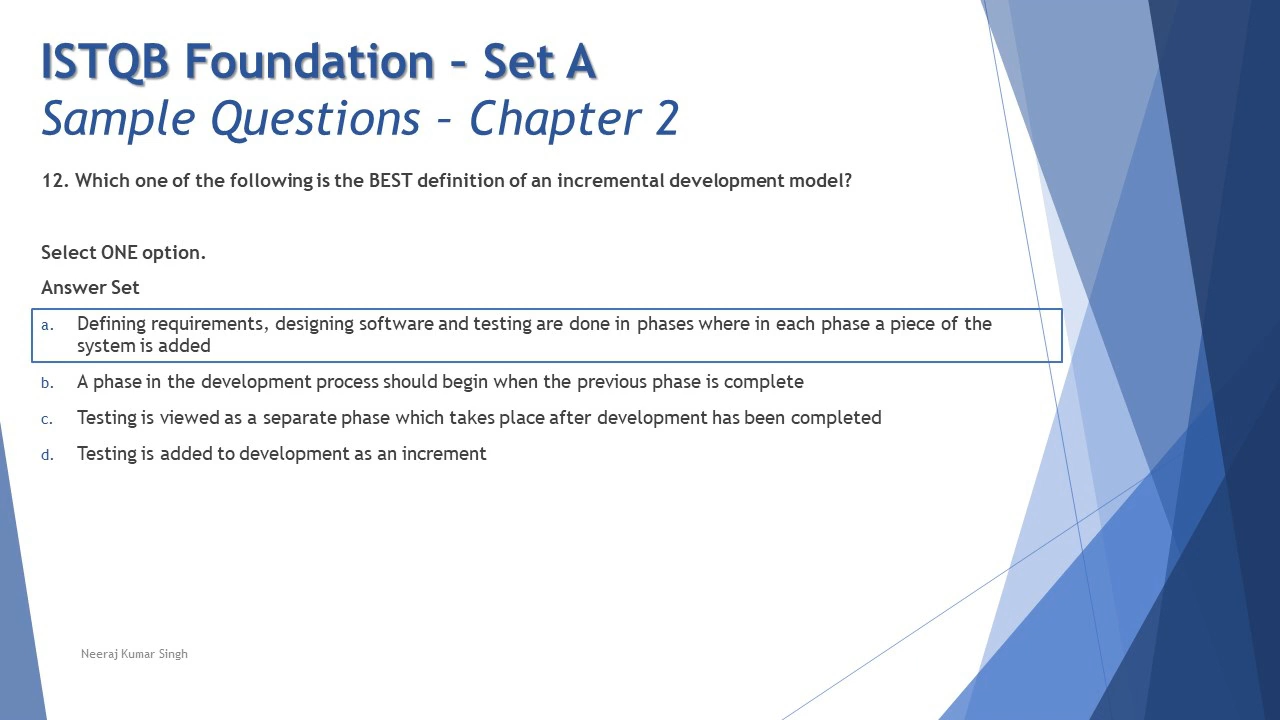 ISTQB Foundation – Set A
Sample Questions – Chapter 2
12. Which one of the following is the BEST definition of an incremental development model?
Select ONE option.
Answer Set
a. Defining requirements, designing software and testing are done in phases where in each phase a piece of the
system is added
b. A phase in the development process should begin when the previous phase is complete
c. Testing is viewed as a separate phase which takes place after development has been completed
d. Testing is added to development as an increment
Neeraj Kumar Singh